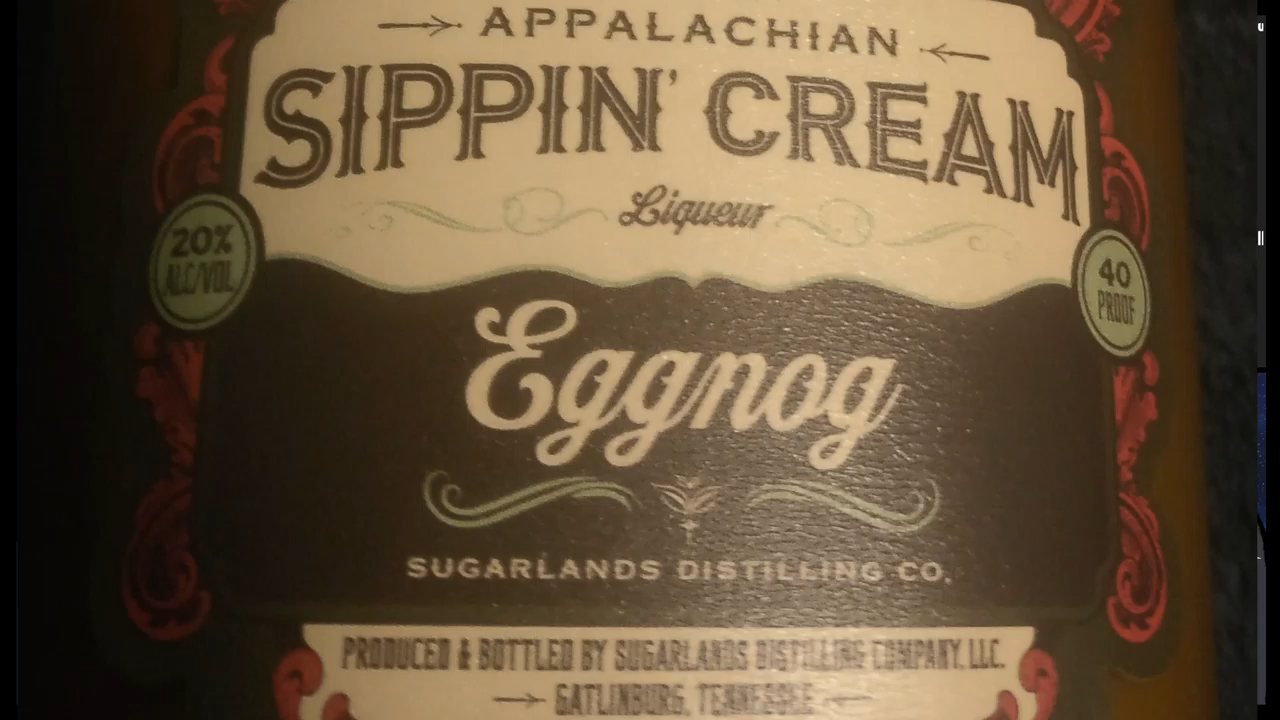 APPALACHIAN
SIPPIN' CREAM
Liqueur
20%
ALC/VOL
40
PROOF
Eggnog
SUGARLANDS DISTILLING CO.
PRODUCED & BOTTLED BY SUGARLANDS DISTILLING COMPANY, LLC.
GATLINBURG, TENNESSEE